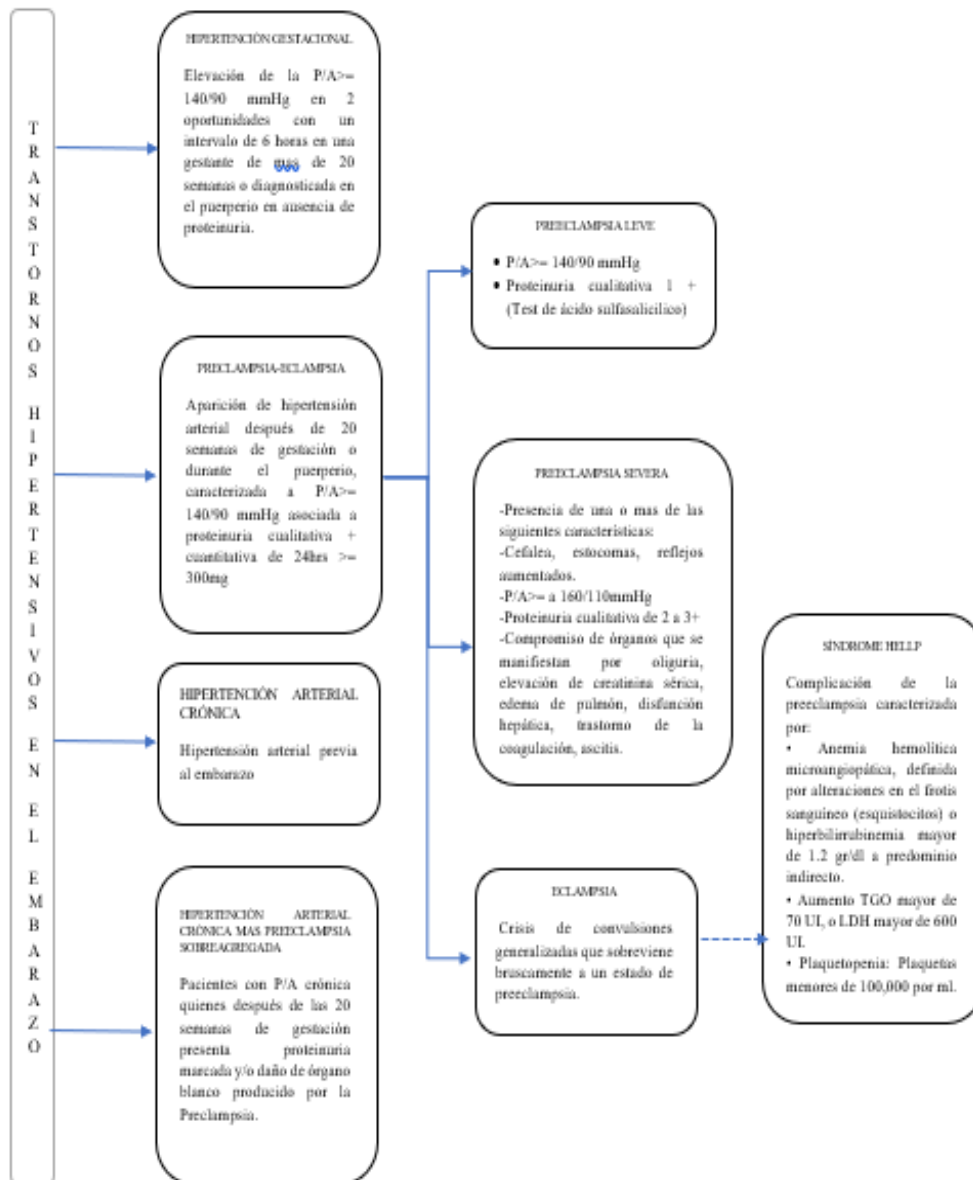 TRANSTORNOS HIPERTENSIVOS EN EL EMBARAZO
HIPERTENCIÓN GESTACIONAL
Elevación de la P/A>=
140/90 mmHg en 2
oportunidades con un
intervalo de 6 horas en una
gestante de mas de 20
semanas o diagnosticada en
el puerperio en ausencia de
proteinuria.
PRECLAMPSIA-ECLAMPSIA
Aparición de hipertensión
arterial después de 20
semanas de gestación o
durante el puerperio,
caracterizada a P/A>=
140/90 mmHg asociada a
proteinuria cualitativa +
cuantitativa de 24hrs >=
300mg
HIPERTENCIÓN ARTERIAL
CRÓNICA
Hipertensión arterial previa
al embarazo
HIPERTENCIÓN ARTERIAL
CRÓNICA MAS PREECLAMPSIA
SOBREAGREGADA
Pacientes con P/A crónica
quienes después de las 20
semanas de gestación
presenta proteinuria
marcada y/o daño de órgano
blanco producido por la
Preclampsia.
PREECLAMPSIA LEVE
• P/A>= 140/90 mmHg
• Proteinuria cualitativa 1 +
(Test de ácido sulfasalicilico)
PREECLAMPSIA SEVERA
-Presencia de una o mas de las
siguientes características:
-Cefalea, estocomas, reflejos
aumentados.
-P/A>= a 160/110mmHg
-Proteinuria cualitativa de 2 a 3+
-Compromiso de órganos que se
manifiestan por oliguria,
elevación de creatinina sérica,
edema de pulmón, disfunción
hepática, trastorno de la
coagulación, ascitis.
ECLAMPSIA
Crisis de convulsiones
generalizadas que sobreviene
bruscamente a un estado de
preeclampsia.
SÍNDROME HELLP
Complicación de la
preeclampsia caracterizada
por:
• Anemia hemolítica
microangiopática, definida
por alteraciones en el frotis
sanguíneo (esquistocitos) o
hiperbilirrubinemia mayor
de 1.2 gr/dl a predominio
indirecto.
• Aumento TGO mayor de
70 UI, o LDH mayor de 600
UI.
• Plaquetopenia: Plaquetas
menores de 100,000 por ml.